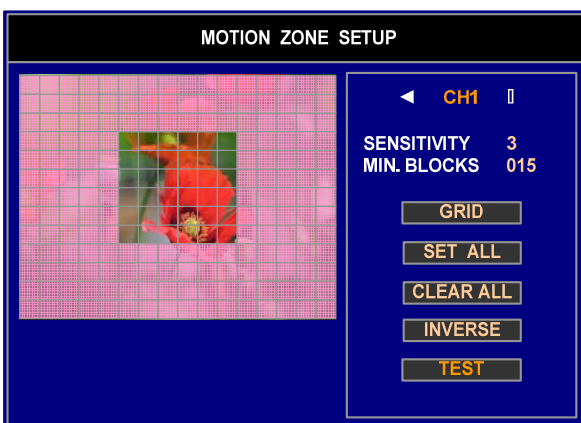 MOTION ZONE SETUP
◄ CH1 ▯
SENSITIVITY 3
MIN. BLOCKS 015
GRID
SET ALL
CLEAR ALL
INVERSE
TEST